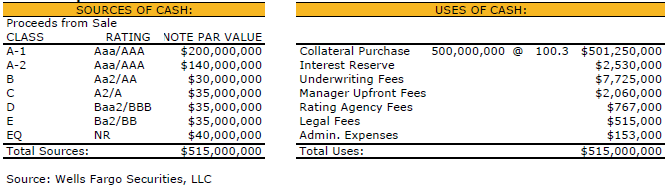 SOURCES OF CASH:
Proceeds from Sale
CLASS RATING NOTE PAR VALUE
A-1 Aaa/AAA $200,000,000
A-2 Aaa/AAA $140,000,000
B Aa2/AA $30,000,000
C A2/A $35,000,000
D Baa2/BBB $35,000,000
E Ba2/BB $35,000,000
EQ NR $40,000,000
Total Sources: $515,000,000
USES OF CASH:
Collateral Purchase 500,000,000 @ 100.3 $501,250,000
Interest Reserve $2,530,000
Underwriting Fees $7,725,000
Manager Upfront Fees $2,060,000
Rating Agency Fees $767,000
Legal Fees $515,000
Admin. Expenses $153,000
Total Uses: $515,000,000
Source: Wells Fargo Securities, LLC